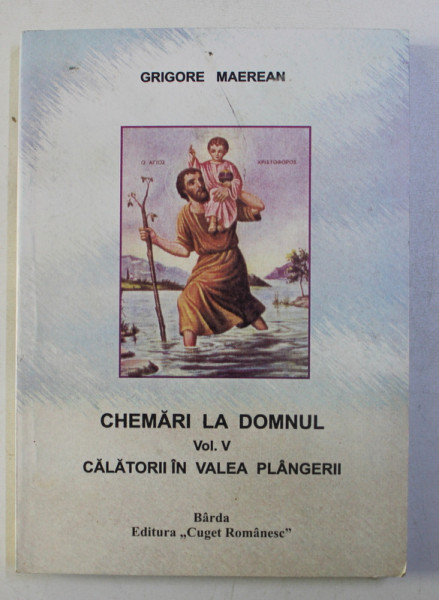 GRIGORE MAEREAN
Ο ΑΓΙΟΣ ΧΡΙΣΤΟΦΟΡΟΣ
CHEMĂRI LA DOMNUL
Vol. V
CĂLĂTORII ÎN VALEA PLÂNGERII
Bârda
Editura „Cuget Românesc”